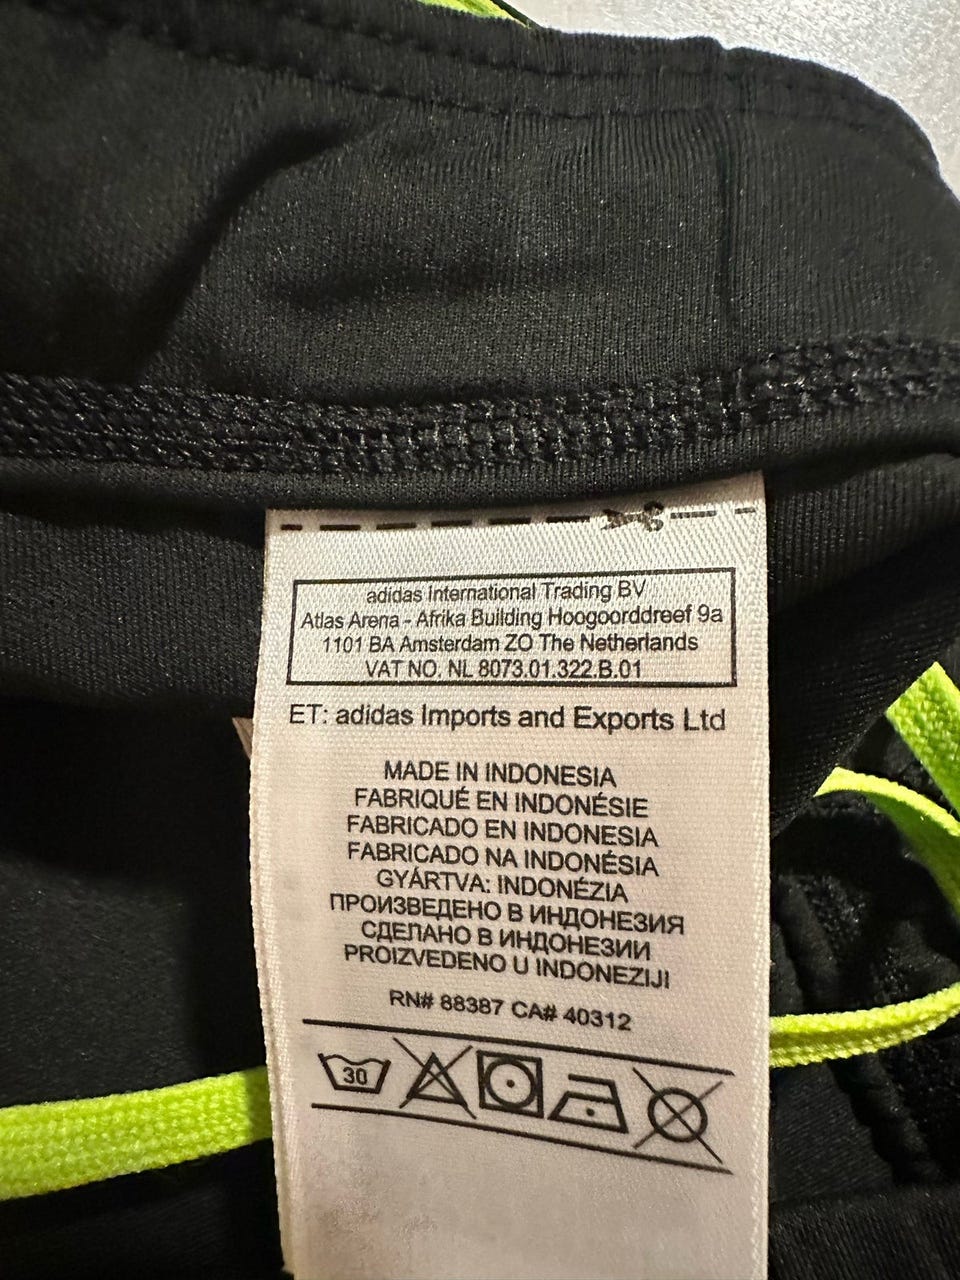 adidas International Trading BV
Atlas Arena - Afrika Building Hoogoorddreef 9a
1101 BA Amsterdam ZO The Netherlands
VAT NO. NL 8073.01.322.B.01
ET: adidas Imports and Exports Ltd
MADE IN INDONESIA
FABRIQUÉ EN INDONÉSIE
FABRICADO EN INDONESIA
FABRICADO NA INDONÉSIA
GYÁRTVA: INDONÉZIA
ПРОИЗВЕДЕНО В ИНДОНЕЗИЯ
СДЕЛАНО В ИНДОНЕЗИИ
PROIZVEDENO U INDONEZIJI
RN# 88387 CA# 40312
30